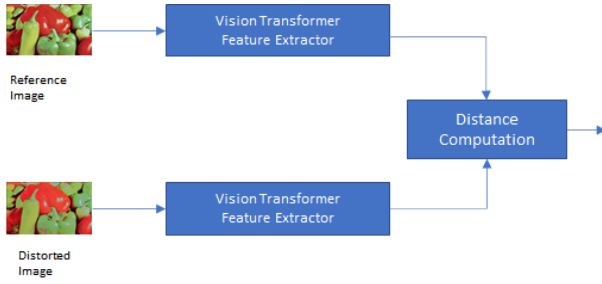 Vision Transformer
Feature Extractor
Reference
Image
Distance
Computation
Vision Transformer
Feature Extractor
Distorted
Image